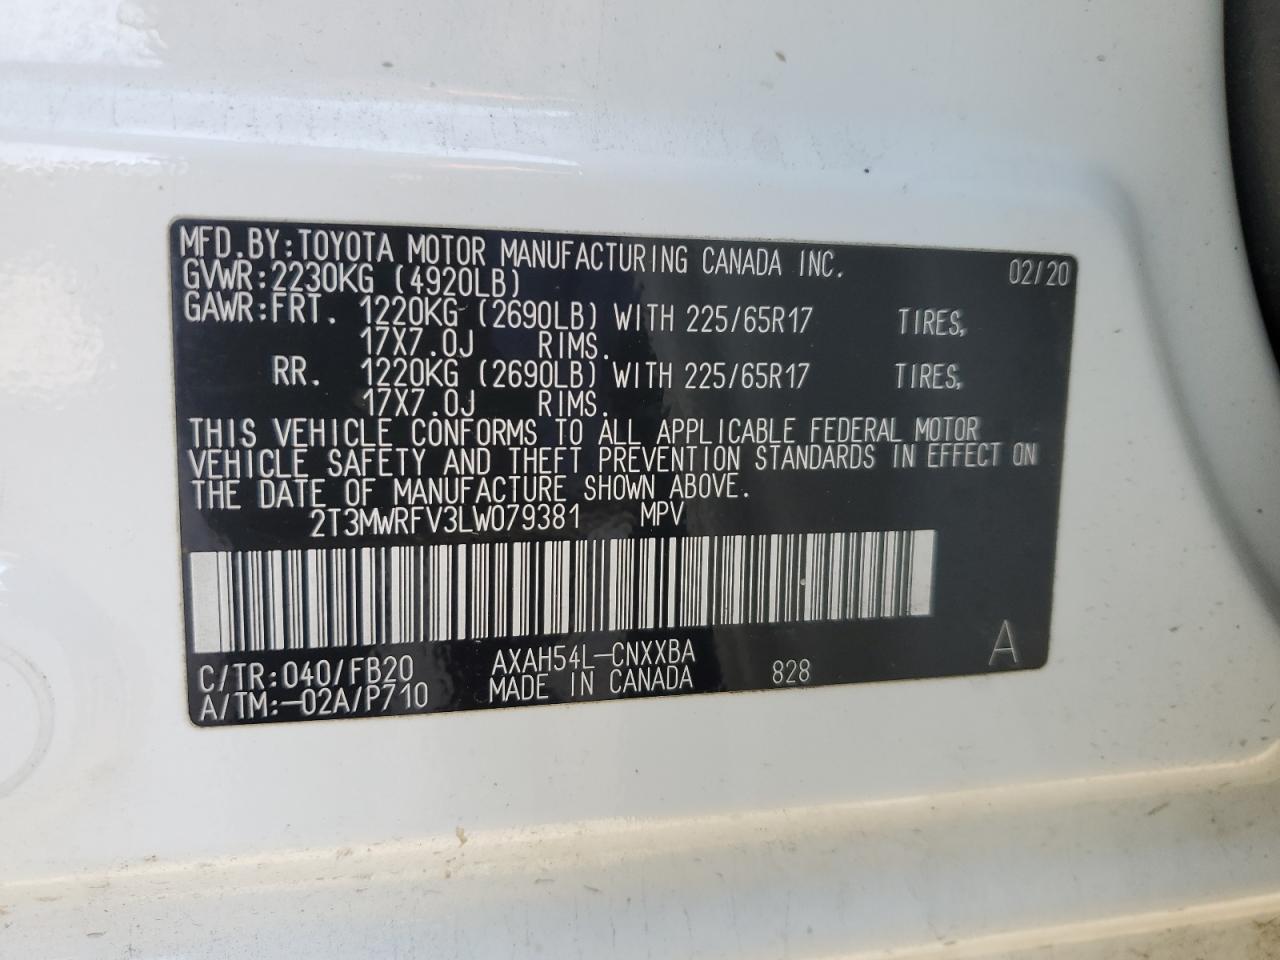 MFD.BY:TOYOTA MOTOR MANUFACTURING CANADA INC. 02/20
GVWR:2230KG (4920LB)
GAWR:FRT. 1220KG (2690LB) WITH 225/65R17 TIRES,
17X7.0J RIMS.
RR. 1220KG (2690LB) WITH 225/65R17 TIRES,
17X7.0J RIMS.
THIS VEHICLE CONFORMS TO ALL APPLICABLE FEDERAL MOTOR
VEHICLE SAFETY AND THEFT PREVENTION STANDARDS IN EFFECT ON
THE DATE OF MANUFACTURE SHOWN ABOVE.
2T3MWRFV3LW079381 MPV
C/TR:040/FB20 AXAH54L-CNXXBA A
A/TM:-02A/P710 MADE IN CANADA 828